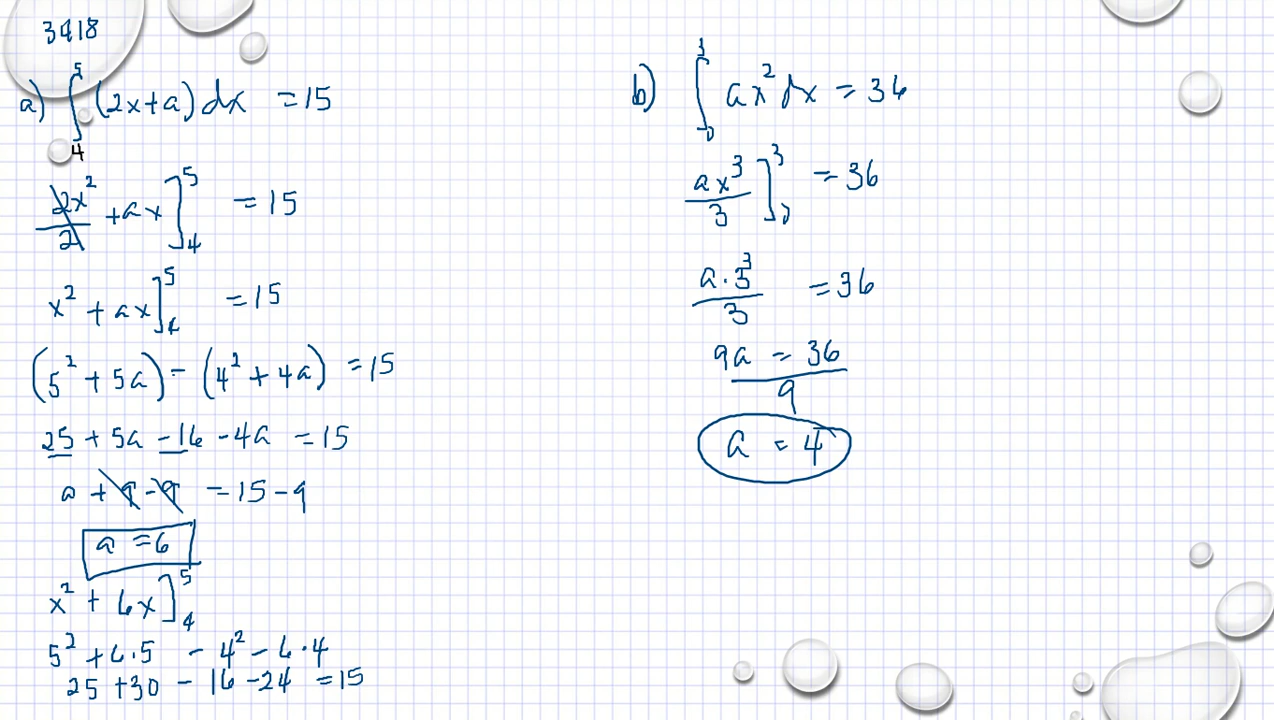 3418
a) ∫₄⁵ (2x+a) dx = 15
2x²/2 + ax]₄⁵ = 15
x² + ax]₄⁵ = 15
(5² + 5a) - (4² + 4a) = 15
25 + 5a - 16 - 4a = 15
a + 9 - 9 = 15 - 9
a = 6
x² + 6x]₄⁵
5² + 6·5 - 4² - 6·4
25 + 30 - 16 - 24 = 15
b) ∫₀³ ax² dx = 36
ax³/3]₀³ = 36
a·3³/3 = 36
9a = 36/9
a = 4